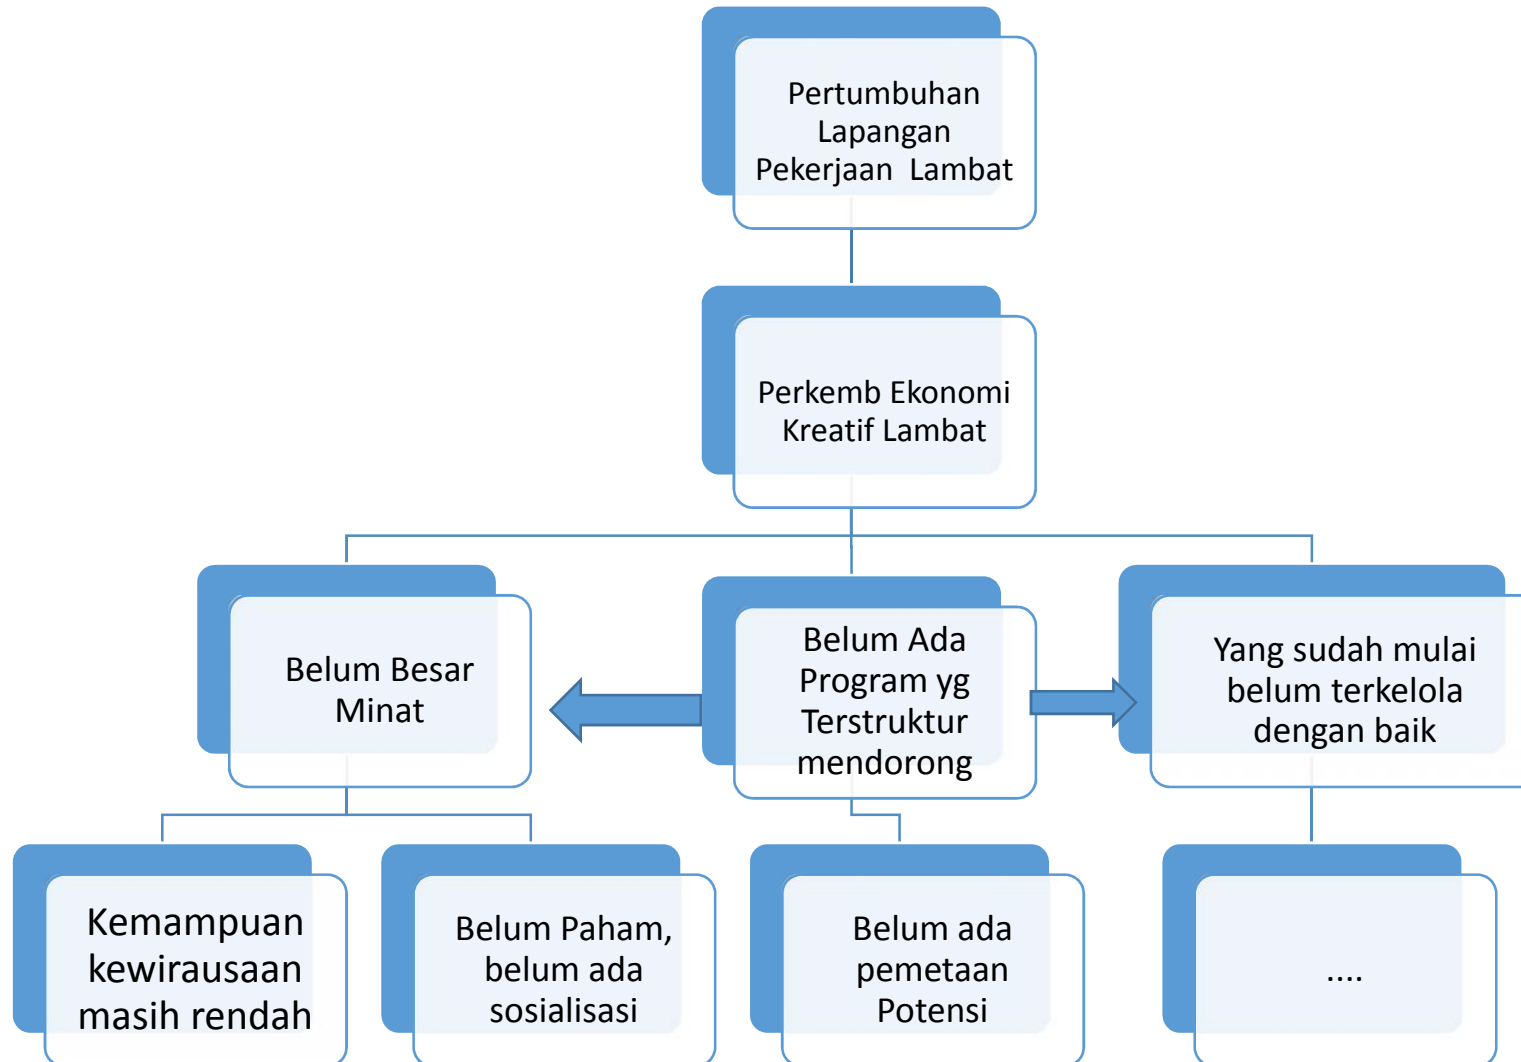 Pertumbuhan
Lapangan
Pekerjaan  Lambat
Perkemb Ekonomi
Kreatif Lambat
Belum Besar
Minat
Belum Ada
Program yg
Terstruktur
mendorong
Yang sudah mulai
belum terkelola
dengan baik
Kemampuan
kewirausaan
masih rendah
Belum Paham,
belum ada
sosialisasi
Belum ada
pemetaan
Potensi
....